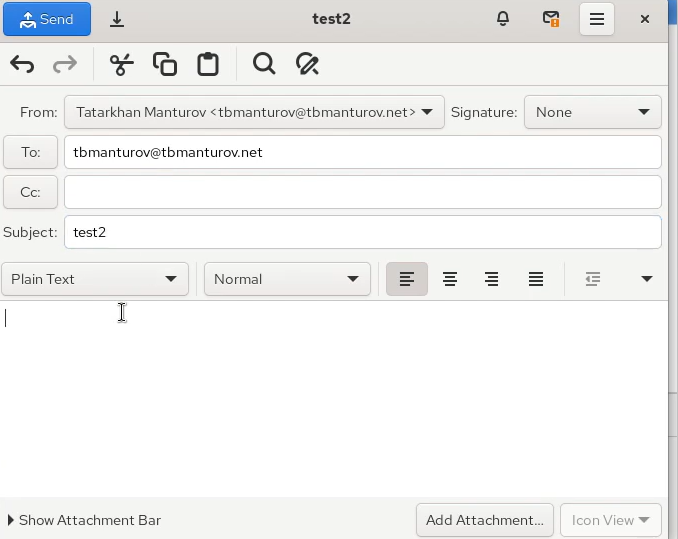 Send
test2
From:
Tatarkhan Manturov <tbmanturov@tbmanturov.net>
Signature:
None
To:
tbmanturov@tbmanturov.net
Cc:
Subject:
test2
Plain Text
Normal
Show Attachment Bar
Add Attachment...
Icon View